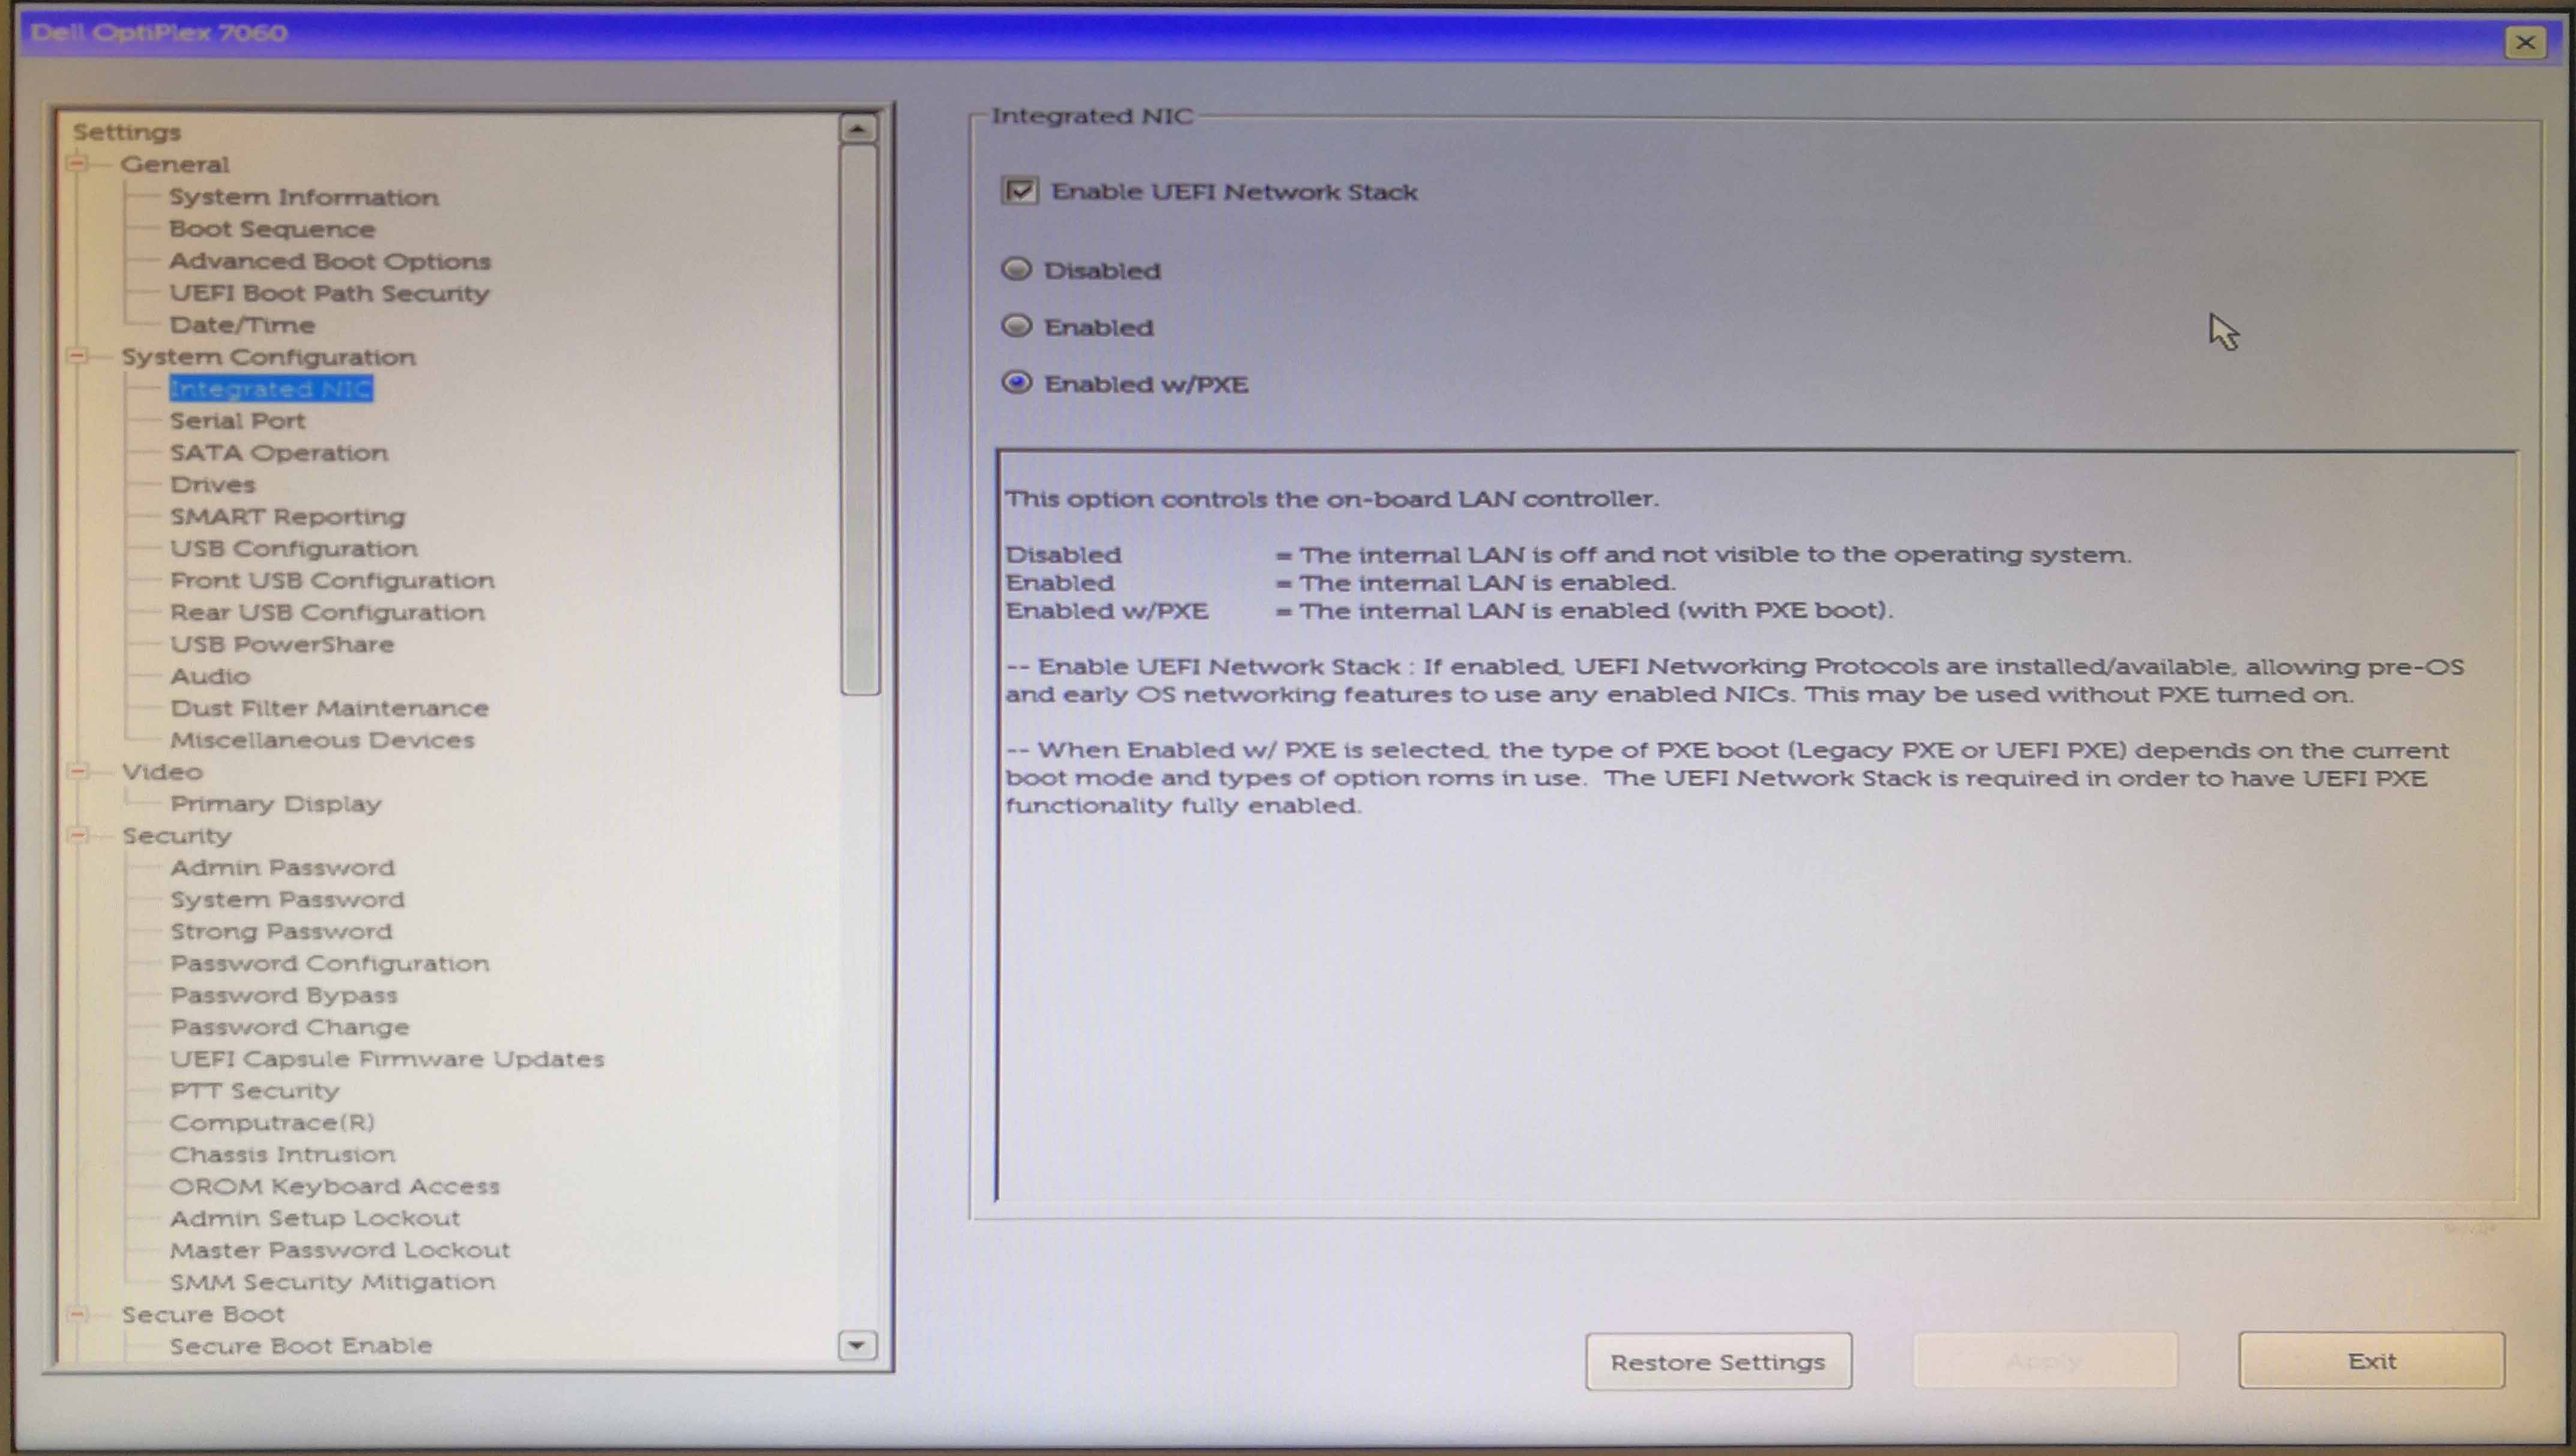 Dell OptiPlex 7060
Settings
General
System Information
Boot Sequence
Advanced Boot Options
UEFI Boot Path Security
Date/Time
System Configuration
Integrated NIC
Serial Port
SATA Operation
Drives
SMART Reporting
USB Configuration
Front USB Configuration
Rear USB Configuration
USB PowerShare
Audio
Dust Filter Maintenance
Miscellaneous Devices
Video
Primary Display
Security
Admin Password
System Password
Strong Password
Password Configuration
Password Bypass
Password Change
UEFI Capsule Firmware Updates
PTT Security
Computrace(R)
Chassis Intrusion
OROM Keyboard Access
Admin Setup Lockout
Master Password Lockout
SMM Security Mitigation
Secure Boot
Secure Boot Enable
Integrated NIC
Enable UEFI Network Stack
Disabled
Enabled
Enabled w/PXE
This option controls the on-board LAN controller.
Disabled = The internal LAN is off and not visible to the operating system.
Enabled = The internal LAN is enabled.
Enabled w/PXE = The internal LAN is enabled (with PXE boot).
-- Enable UEFI Network Stack : If enabled, UEFI Networking Protocols are installed/available, allowing pre-OS
and early OS networking features to use any enabled NICs. This may be used without PXE turned on.
-- When Enabled w/ PXE is selected, the type of PXE boot (Legacy PXE or UEFI PXE) depends on the current
boot mode and types of option roms in use. The UEFI Network Stack is required in order to have UEFI PXE
functionality fully enabled.
Restore Settings
Apply
Exit